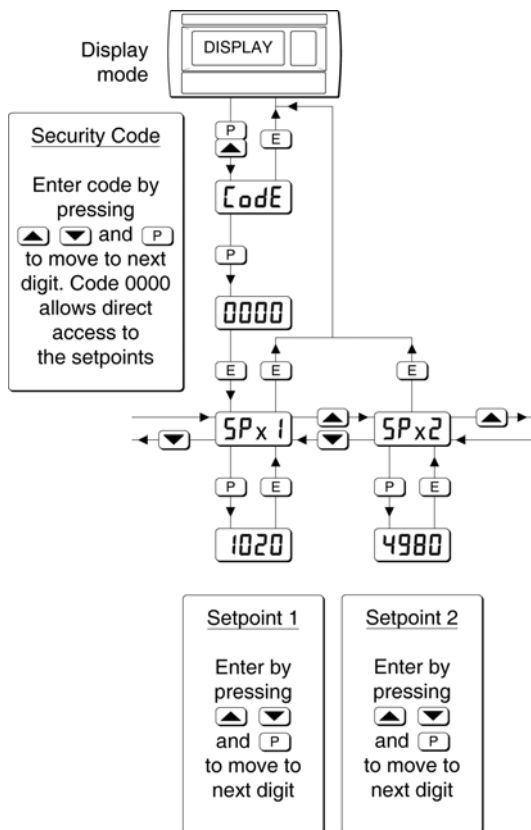 Display
mode
DISPLAY
P
E
Security Code
Enter code by
pressing
and P
to move to next
digit. Code 0000
allows direct
access to
the setpoints
CodE
P
0000
E
E
E
SPx1
SPx2
P
E
P
E
1020
4980
Setpoint 1
Enter by
pressing
and P
to move to
next digit
Setpoint 2
Enter by
pressing
and P
to move to
next digit